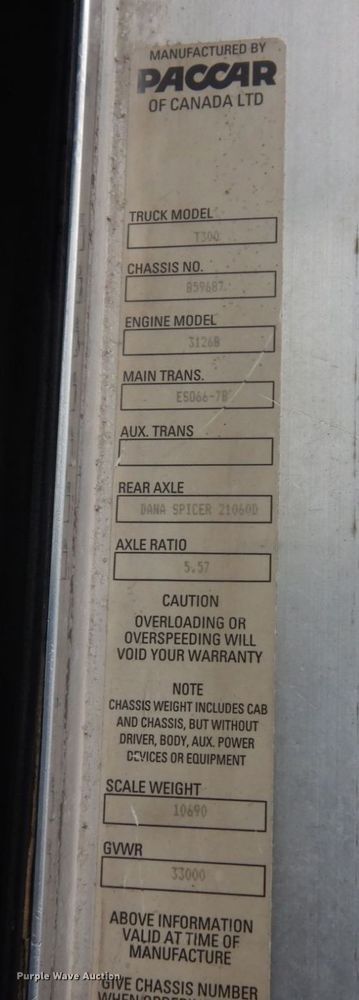 MANUFACTURED BY
PACCAR
OF CANADA LTD
TRUCK MODEL
T300
CHASSIS NO.
859687
ENGINE MODEL
3126B
MAIN TRANS.
ES066-7B
AUX. TRANS
REAR AXLE
DANA SPICER 21060D
AXLE RATIO
5.57
CAUTION
OVERLOADING OR
OVERSPEEDING WILL
VOID YOUR WARRANTY
NOTE
CHASSIS WEIGHT INCLUDES CAB
AND CHASSIS, BUT WITHOUT
DRIVER, BODY, AUX. POWER
DEVICES OR EQUIPMENT
SCALE WEIGHT
10690
GVWR
33000
ABOVE INFORMATION
VALID AT TIME OF
MANUFACTURE
GIVE CHASSIS NUMBER
WHEN
Purple Wave Auction